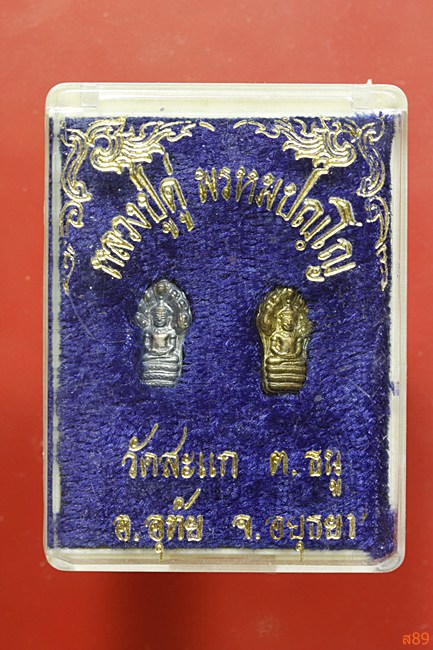 หลวงปู่ดู่ พรหมปัญโญ
วัดสะแก ต. ธนู
อ. อุทัย จ. อยุธยา
ส89